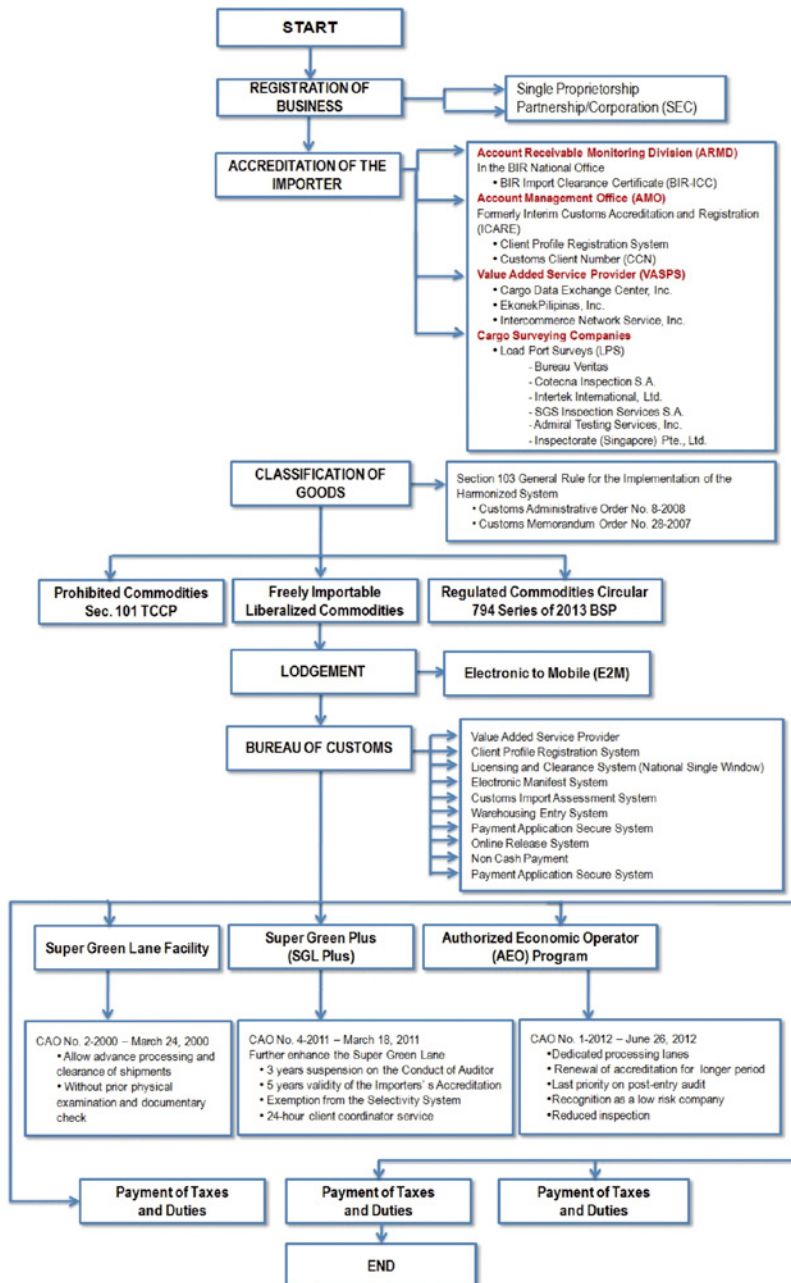 START
REGISTRATION OF
BUSINESS
Single Proprietorship
Partnership/Corporation (SEC)
ACCREDITATION OF THE
IMPORTER
Account Receivable Monitoring Division (ARMD)
In the BIR National Office
• BIR Import Clearance Certificate (BIR-ICC)
Account Management Office (AMO)
Formerly Interim Customs Accreditation and Registration
(ICARE)
• Client Profile Registration System
• Customs Client Number (CCN)
Value Added Service Provider (VASPS)
• Cargo Data Exchange Center, Inc.
• EkonekPilipinas, Inc.
• Intercommerce Network Service, Inc.
Cargo Surveying Companies
• Load Port Surveys (LPS)
- Bureau Veritas
- Cotecna Inspection S.A.
- Intertek International, Ltd.
- SGS Inspection Services S.A.
- Admiral Testing Services, Inc.
- Inspectorate (Singapore) Pte., Ltd.
CLASSIFICATION OF
GOODS
Section 103 General Rule for the Implementation of the
Harmonized System
• Customs Administrative Order No. 8-2008
• Customs Memorandum Order No. 28-2007
Prohibited Commodities
Sec. 101 TCCP
Freely Importable
Liberalized Commodities
Regulated Commodities Circular
794 Series of 2013 BSP
LODGEMENT
Electronic to Mobile (E2M)
BUREAU OF CUSTOMS
Value Added Service Provider
Client Profile Registration System
Licensing and Clearance System (National Single Window)
Electronic Manifest System
Customs Import Assessment System
Warehousing Entry System
Payment Application Secure System
Online Release System
Non Cash Payment
Payment Application Secure System
Super Green Lane Facility
Super Green Plus
(SGL Plus)
Authorized Economic Operator
(AEO) Program
CAO No. 2-2000 – March 24, 2000
• Allow advance processing and
clearance of shipments
• Without prior physical
examination and documentary
check
CAO No. 4-2011 – March 18, 2011
Further enhance the Super Green Lane
• 3 years suspension on the Conduct of Auditor
• 5 years validity of the Importers' s Accreditation
• Exemption from the Selectivity System
• 24-hour client coordinator service
CAO No. 1-2012 – June 26, 2012
• Dedicated processing lanes
• Renewal of accreditation for longer period
• Last priority on post-entry audit
• Recognition as a low risk company
• Reduced inspection
Payment of Taxes
and Duties
Payment of Taxes
and Duties
Payment of Taxes
and Duties
END